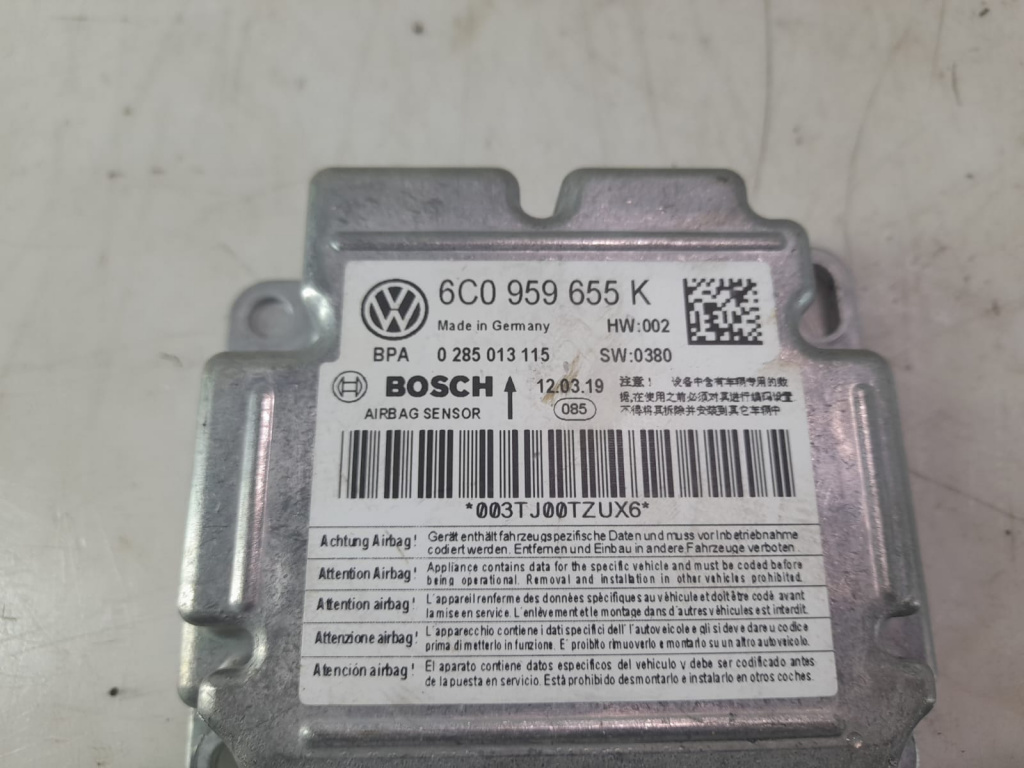 6C0 959 655 K
Made in Germany HW:002
BPA 0 285 013 115 SW:0380
BOSCH 12.03.19
AIRBAG SENSOR 085
注意! 设备中含有车辆专用的数
据,在使用之前必须对其进行编码设置
不得将其拆除并安装到其它车辆中
*003TJ00TZUX6*
Achtung Airbag! Gerät enthält fahrzeugspezifische Daten und muss vor Inbetriebnahme
codiert werden. Entfernen und Einbau in andere Fahrzeuge verboten.
Attention Airbag! Appliance contains data for the specific vehicle and must be coded before
being operational. Removal and installation in other vehicles prohibited.
Attention airbag! L'appareil renferme des données spécifiques au véhicule et doit être codé avant
la mise en service. L'enlèvement et le montage dans d'autres véhicules est interdit.
Attenzione airbag! L'apparecchio contiene i dati specifici dell' l'autoveicolo e gli si deve dare u codice
prima di metterlo in funzione. E' proibito rimuoverlo e montarlo su un altro autoveicolo.
Atención airbag! El aparato contiene datos específicos del vehículo y debe ser codificado antes
de la puesta en servicio. Está prohibido desmontarlo e instalarlo en otros coches.